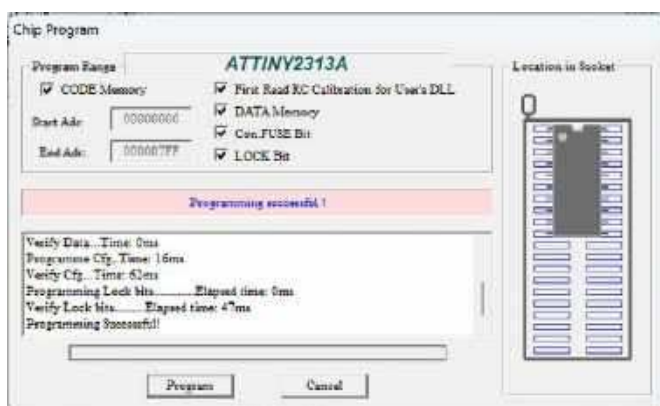 Chip Program
Program Range
ATTINY2313A
CODE Memory
First Read RC Calibration for User's DLL
DATA Memory
Start Adr:
00000000
Con.FUSE Bit
End Adr:
000007FF
LOCK Bit
Location in Socket
Programming successful !
Verify Data...Time: 0ms
Programme Cfg..Time: 16ms
Verify Cfg...Time: 62ms
Programming Lock bits............Elapsed time: 0ms
Verify Lock bits......... Elapsed time: 47ms
Programming Successful!
Program
Cancel